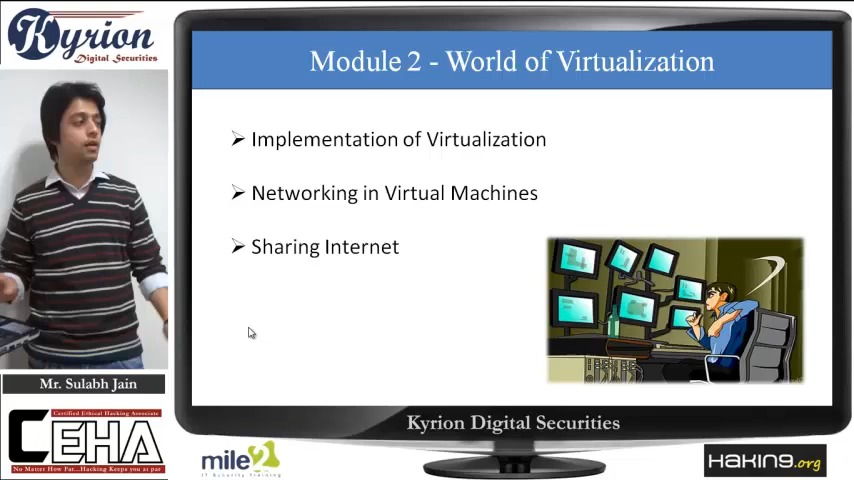 Kyrion
Digital Securities
Module 2 - World of Virtualization
Implementation of Virtualization
Networking in Virtual Machines
Sharing Internet
Mr. Sulabh Jain
Kyrion Digital Securities
Certified Ethical Hacking Associate
CEHA
No Matter How Far...Hacking Keeps you at par
mile2
IT Security Training
HAKIN9.org